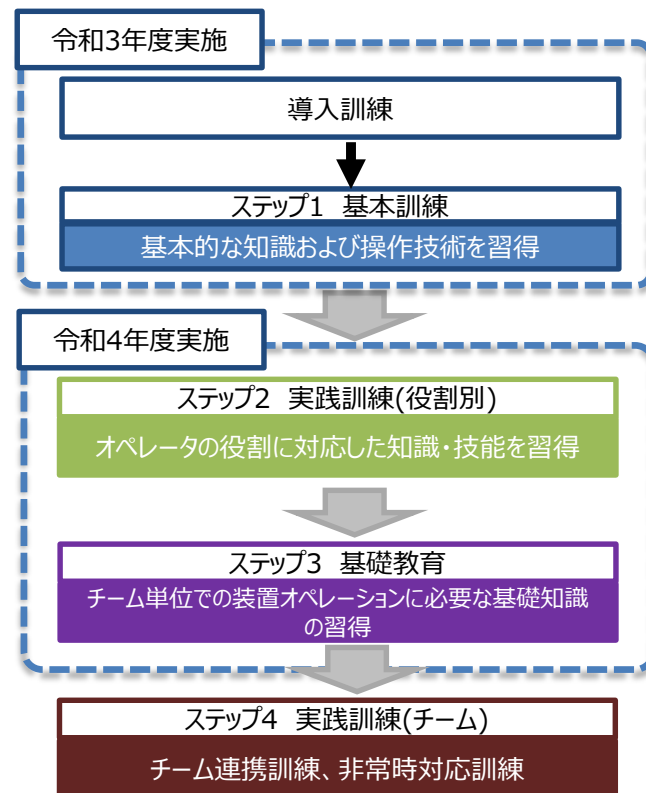 令和3年度実施
導入訓練
ステップ1 基本訓練
基本的な知識および操作技術を習得
令和4年度実施
ステップ2 実践訓練(役割別)
オペレータの役割に対応した知識・技能を習得
ステップ3 基礎教育
チーム単位での装置オペレーションに必要な基礎知識
の習得
ステップ4 実践訓練(チーム)
チーム連携訓練、非常時対応訓練